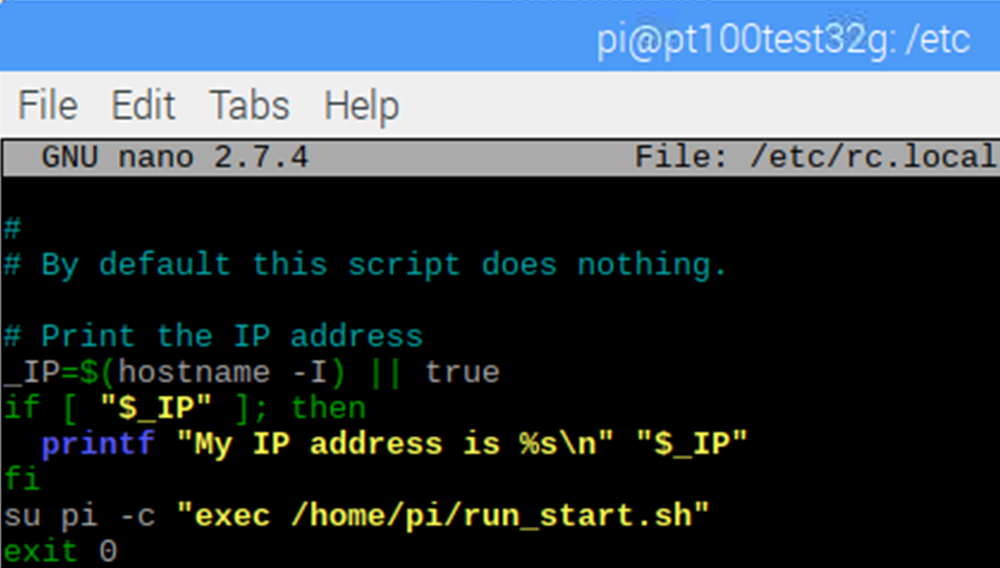 pi@pt100test32g: /etc
File Edit Tabs Help
GNU nano 2.7.4 File: /etc/rc.local
#
# By default this script does nothing.
# Print the IP address
_IP=$(hostname -I) || true
if [ "$_IP" ]; then
  printf "My IP address is %s\n" "$_IP"
fi
su pi -c "exec /home/pi/run_start.sh"
exit 0